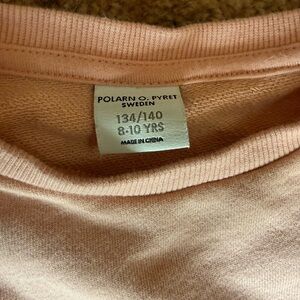 POLARN O. PYRET
SWEDEN
134/140
8-10 YRS
MADE IN CHINA